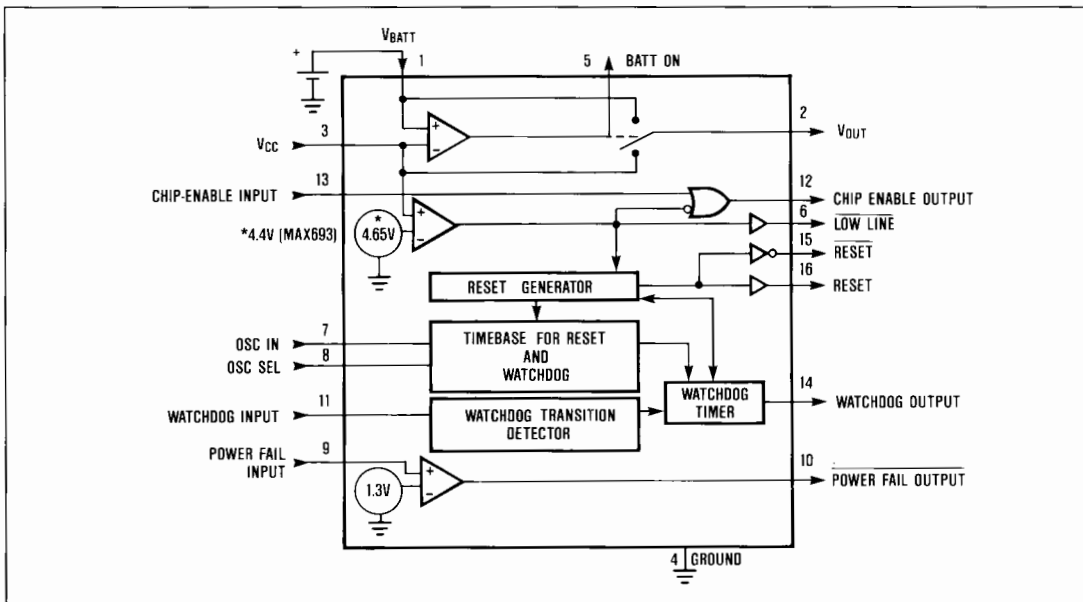 VBATT
+
1
5 BATT ON
2
VOUT
3
VCC
+
−
13
CHIP-ENABLE INPUT
12
CHIP ENABLE OUTPUT
+
−
6
LOW LINE
*
4.65V
*4.4V (MAX693)
15
RESET
16
RESET
RESET GENERATOR
7
OSC IN
8
OSC SEL
TIMEBASE FOR RESET
AND
WATCHDOG
WATCHDOG
TIMER
14
WATCHDOG OUTPUT
11
WATCHDOG INPUT
WATCHDOG TRANSITION
DETECTOR
9
POWER FAIL
INPUT
+
−
1.3V
10
POWER FAIL OUTPUT
4 GROUND